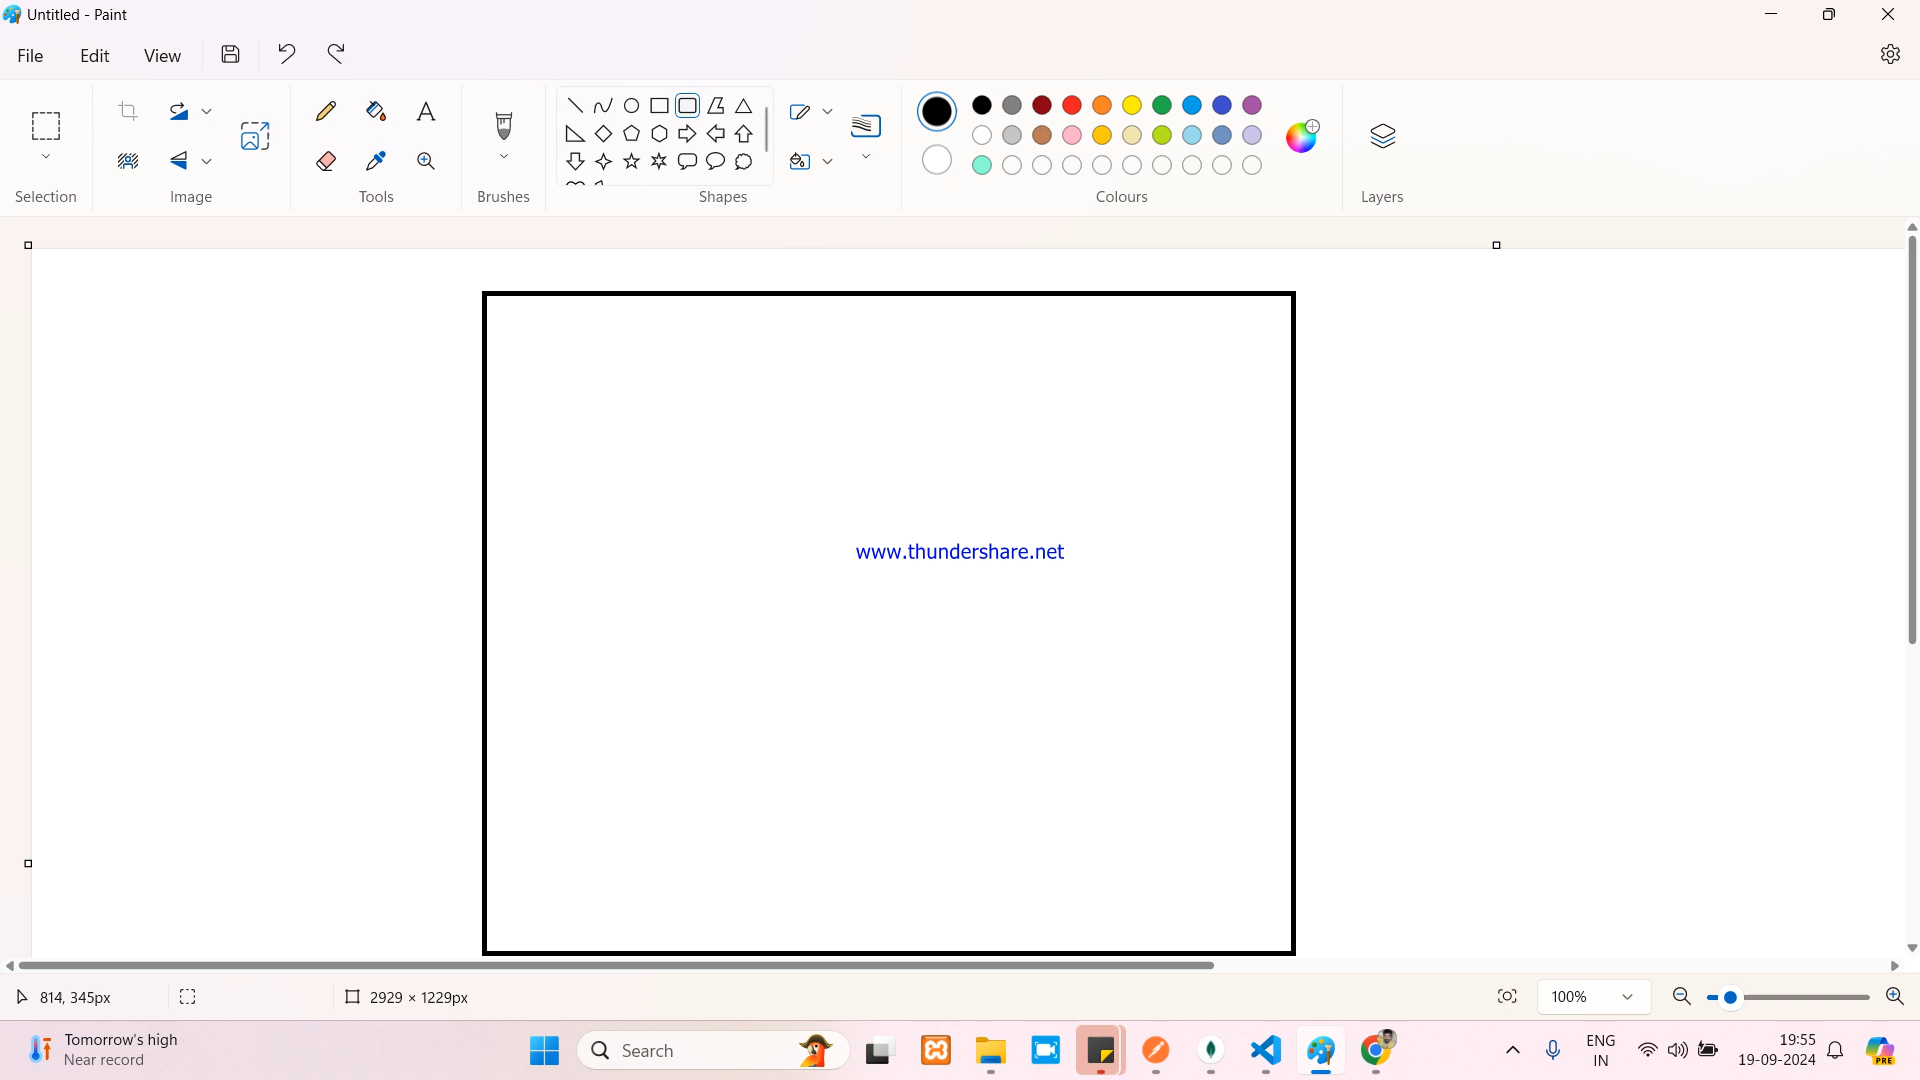 Untitled - Paint
File Edit View
Selection Image Tools Brushes Shapes Colours Layers
www.thundershare.net
814, 345px 2929 × 1229px 100%
Tomorrow's high
Near record
Search
ENG
IN
19:55
19-09-2024
PRE